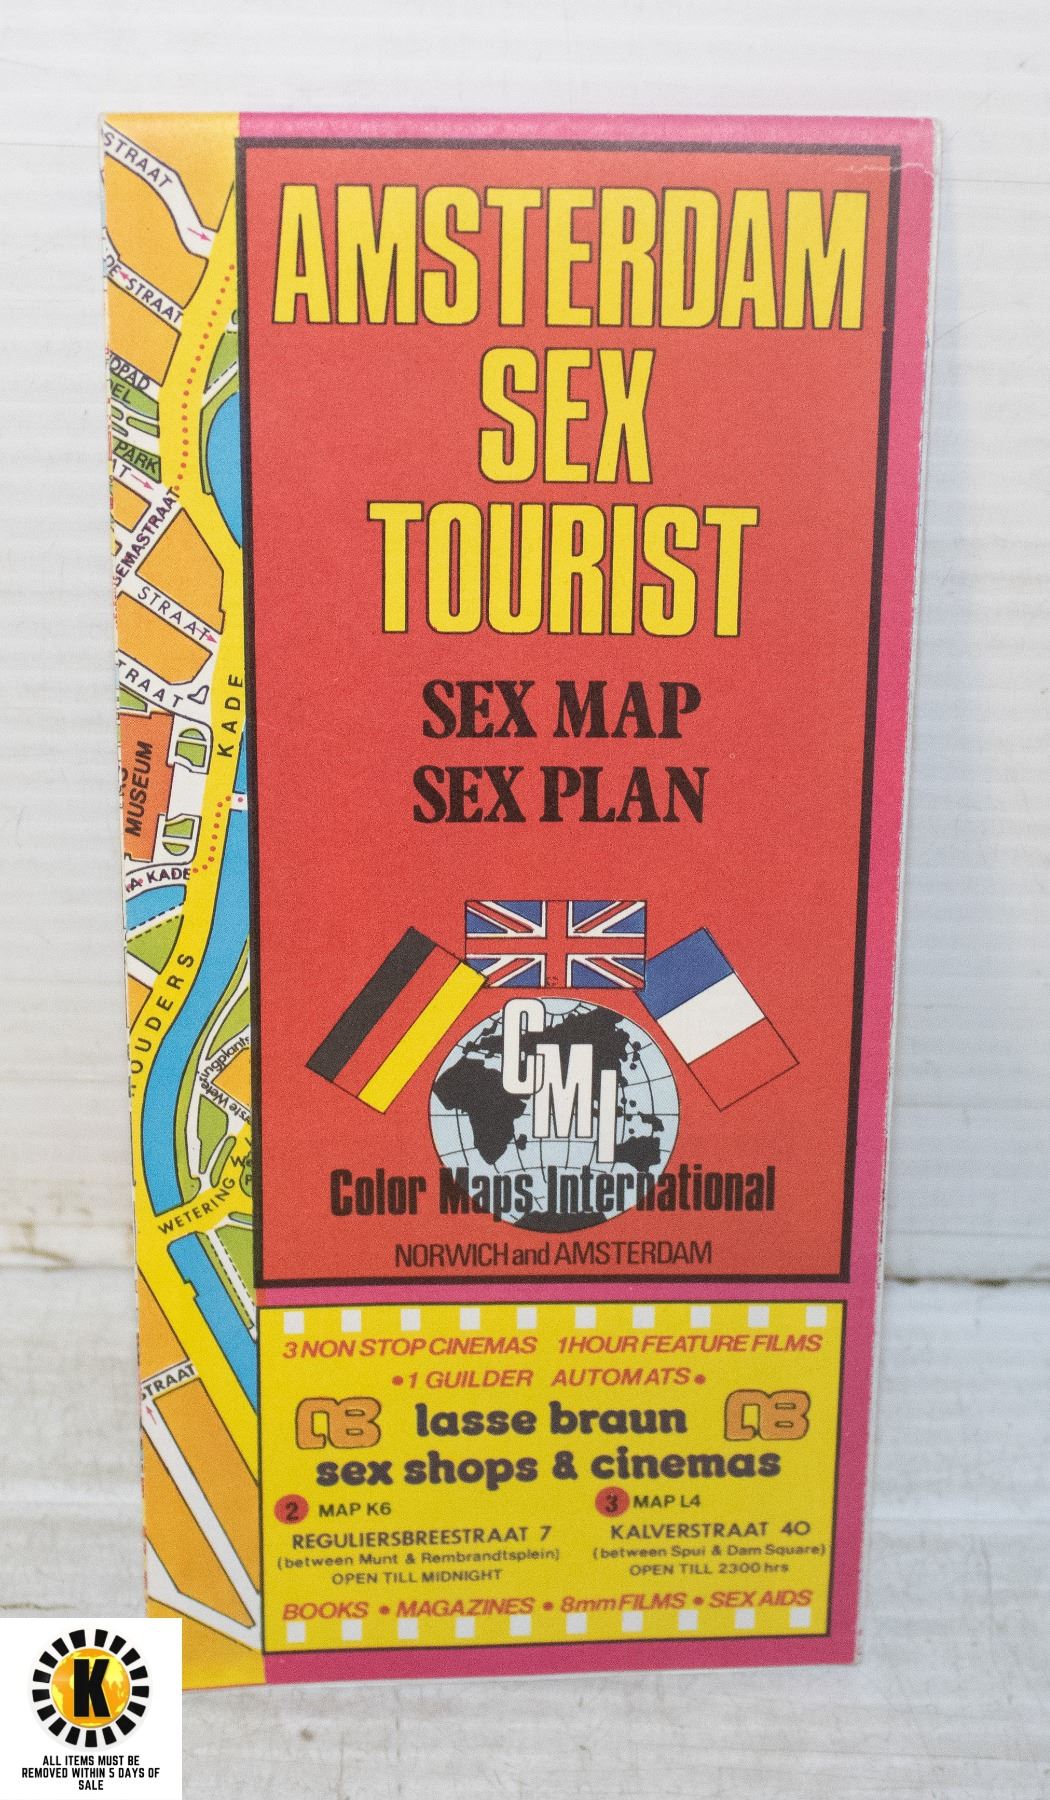 AMSTERDAM
SEX
TOURIST
SEX MAP
SEX PLAN
CMI
Color Maps International
NORWICH and AMSTERDAM
3 NON STOP CINEMAS 1 HOUR FEATURE FILMS
•1 GUILDER AUTOMATS•
lasse braun
sex shops & cinemas
2 MAP K6
REGULIERSBREESTRAAT 7
(between Munt & Rembrandtsplein)
OPEN TILL MIDNIGHT
3 MAP L4
KALVERSTRAAT 40
(between Spui & Dam Square)
OPEN TILL 2300 hrs
BOOKS • MAGAZINES • 8mm FILMS • SEX AIDS
STRAAT
STRAAT
PARK
STRAAT
KADE
MUSEUM
KADE
WETERING
STRAAT
K
ALL ITEMS MUST BE
REMOVED WITHIN 5 DAYS OF
SALE